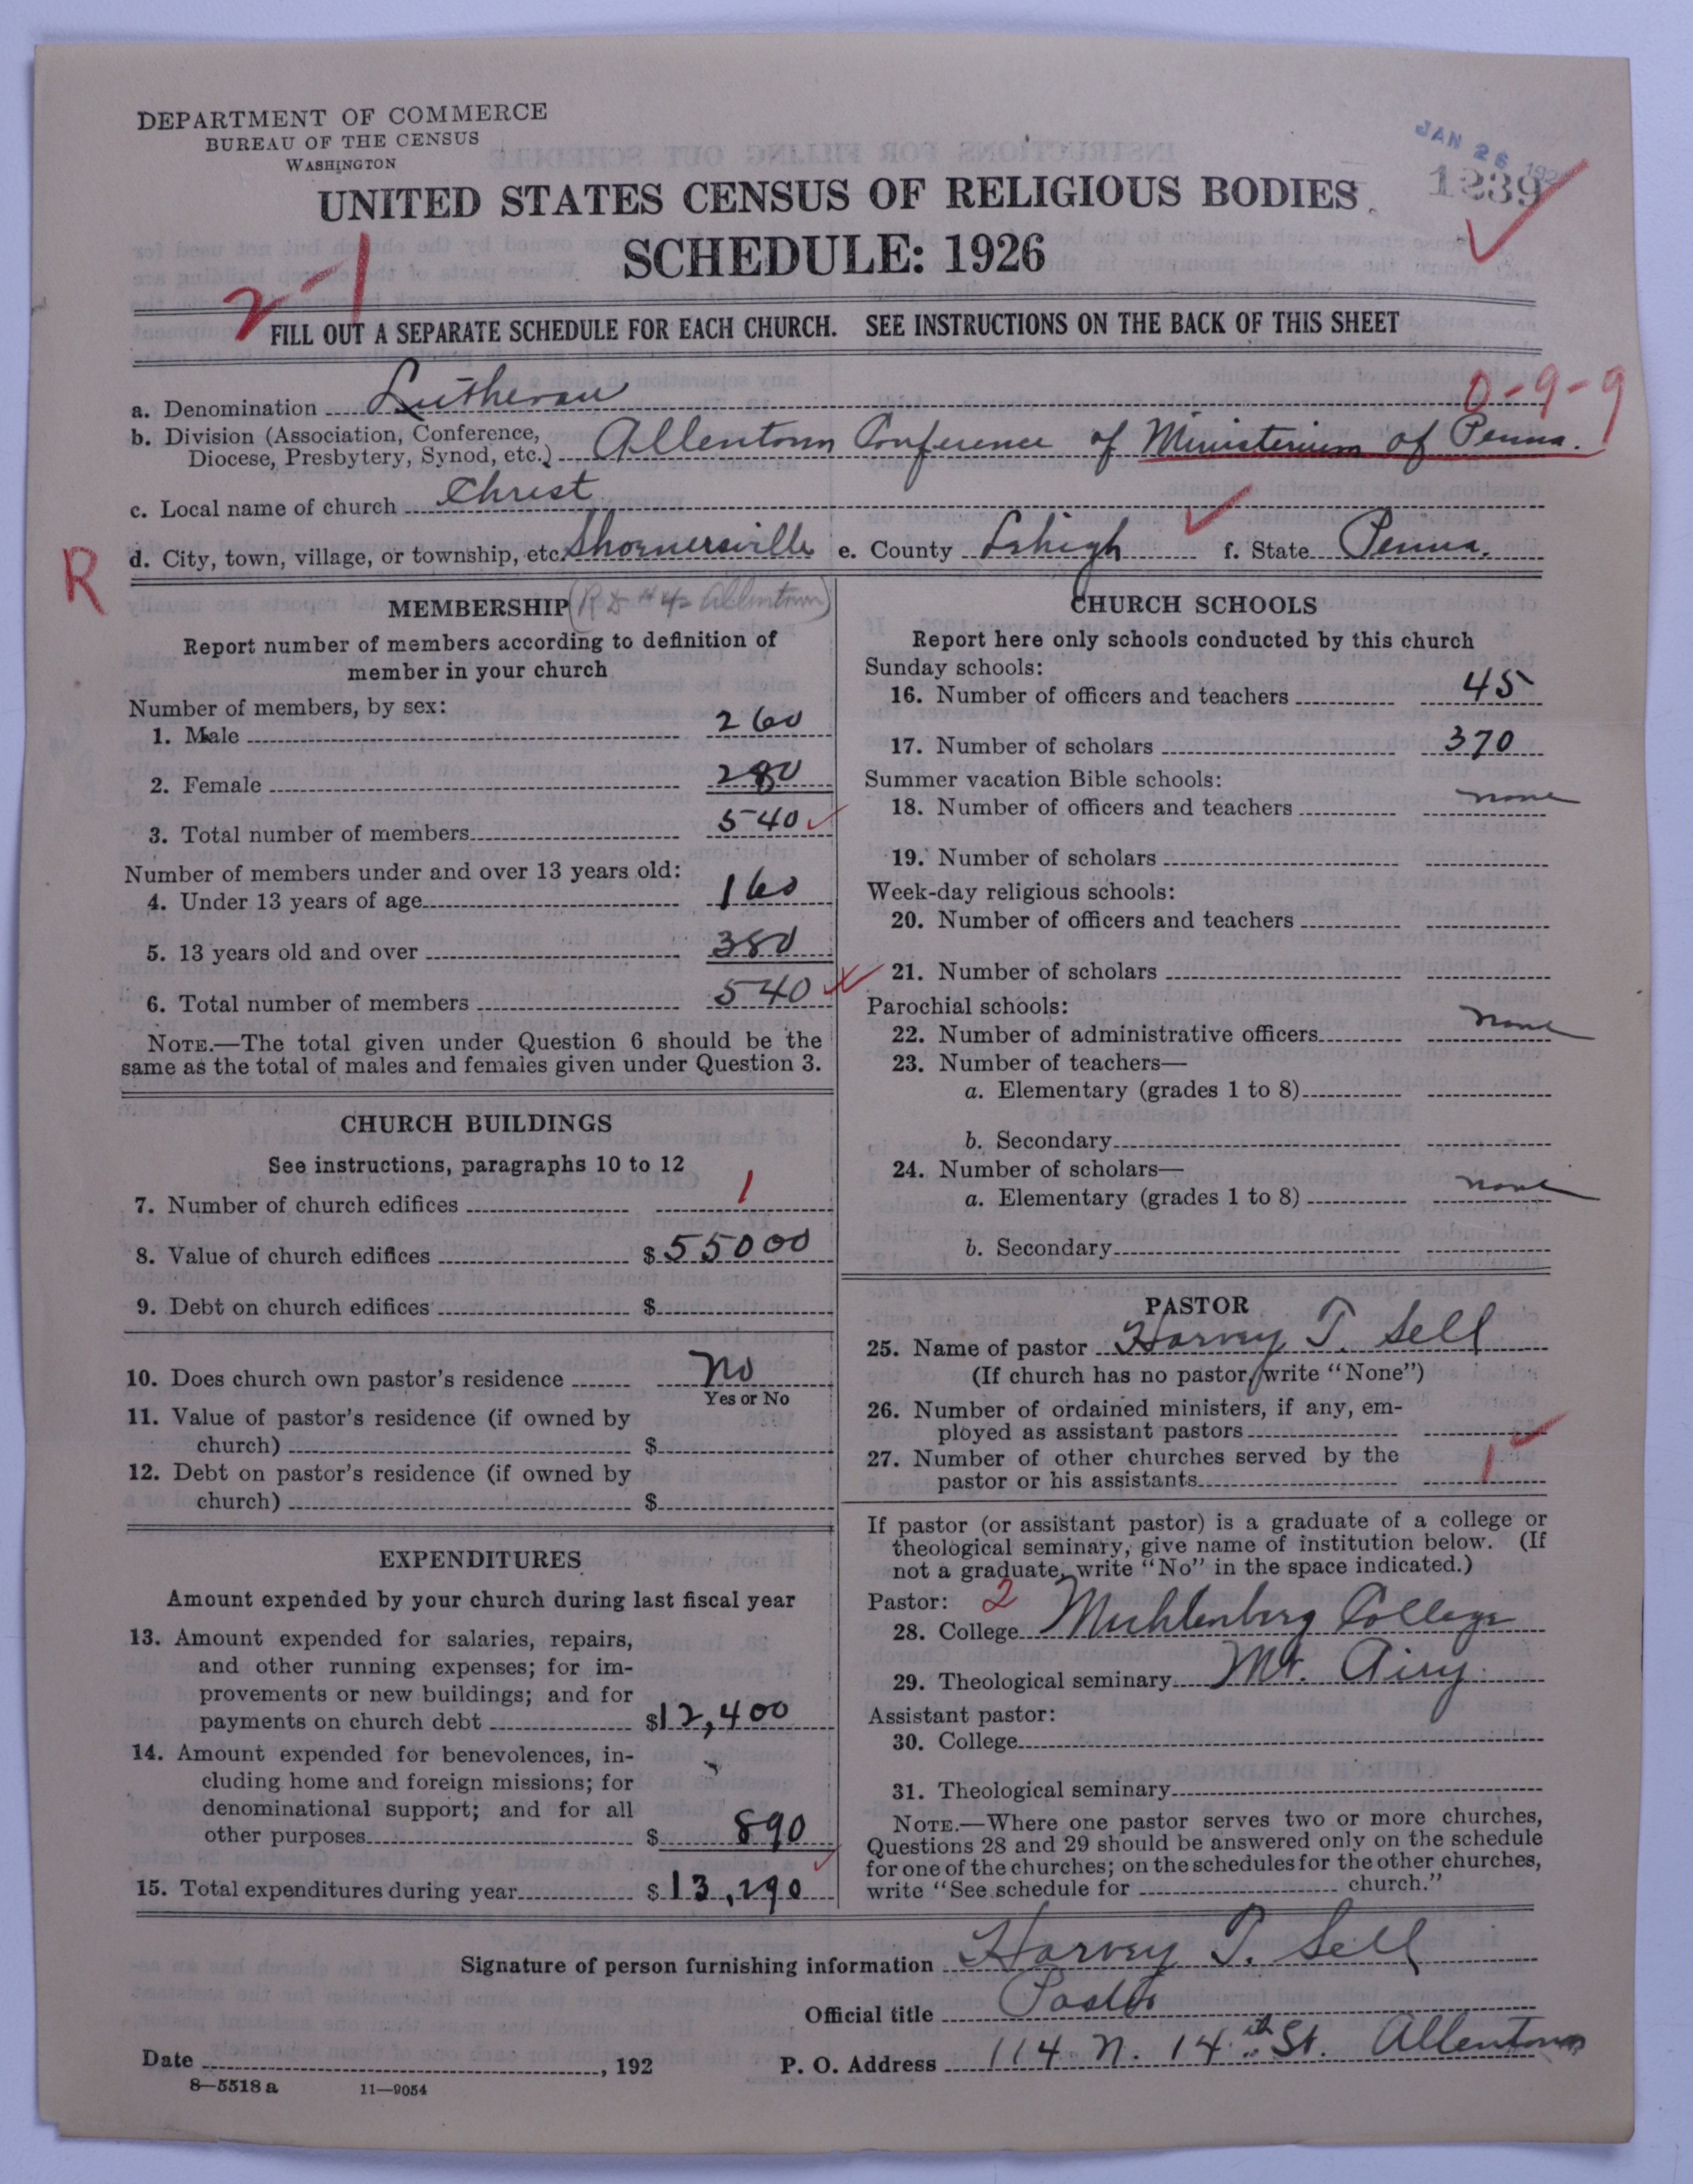 DEPARTMENT OF COMMERCE
BUREAU OF THE CENSUS
WASHINGTON
JAN 26 192
1239
UNITED STATES CENSUS OF RELIGIOUS BODIES
SCHEDULE: 1926
2-1
FILL OUT A SEPARATE SCHEDULE FOR EACH CHURCH. SEE INSTRUCTIONS ON THE BACK OF THIS SHEET
0-9-9
a. Denomination Lutheran
b. Division (Association, Conference, Diocese, Presbytery, Synod, etc.) Allentown Conference of Ministerium of Penna.
c. Local name of church Christ
R
d. City, town, village, or township, etc. Shoenersville e. County Lehigh f. State Penna.
MEMBERSHIP (RD #4 Allentown)
Report number of members according to definition of
member in your church
Number of members, by sex:
1. Male 260
2. Female 280
3. Total number of members 540
Number of members under and over 13 years old:
4. Under 13 years of age 160
5. 13 years old and over 380
6. Total number of members 540
NOTE.—The total given under Question 6 should be the
same as the total of males and females given under Question 3.
CHURCH BUILDINGS
See instructions, paragraphs 10 to 12
7. Number of church edifices 1
8. Value of church edifices $55000
9. Debt on church edifices $
10. Does church own pastor's residence No
Yes or No
11. Value of pastor's residence (if owned by
church) $
12. Debt on pastor's residence (if owned by
church) $
EXPENDITURES
Amount expended by your church during last fiscal year
13. Amount expended for salaries, repairs,
and other running expenses; for im-
provements or new buildings; and for
payments on church debt $12,400
14. Amount expended for benevolences, in-
cluding home and foreign missions; for
denominational support; and for all
other purposes $ 890
15. Total expenditures during year $13,290
CHURCH SCHOOLS
Report here only schools conducted by this church
Sunday schools:
16. Number of officers and teachers 45
17. Number of scholars 370
Summer vacation Bible schools:
18. Number of officers and teachers none
19. Number of scholars
Week-day religious schools:
20. Number of officers and teachers
21. Number of scholars
Parochial schools:
22. Number of administrative officers none
23. Number of teachers—
a. Elementary (grades 1 to 8)
b. Secondary
24. Number of scholars—
a. Elementary (grades 1 to 8) none
b. Secondary
PASTOR
25. Name of pastor Harvey T. Sell
(If church has no pastor, write "None")
26. Number of ordained ministers, if any, em-
ployed as assistant pastors
27. Number of other churches served by the
pastor or his assistants 1
If pastor (or assistant pastor) is a graduate of a college or
theological seminary, give name of institution below. (If
not a graduate, write "No" in the space indicated.)
Pastor: 2
28. College Muhlenberg College
29. Theological seminary Mt. Airy
Assistant pastor:
30. College
31. Theological seminary
NOTE.—Where one pastor serves two or more churches,
Questions 28 and 29 should be answered only on the schedule
for one of the churches; on the schedules for the other churches,
write "See schedule for church."
Signature of person furnishing information Harvey T. Sell
Official title Pastor
Date , 192 P. O. Address 114 N. 14th St. Allentown
8—5518 a 11—9054